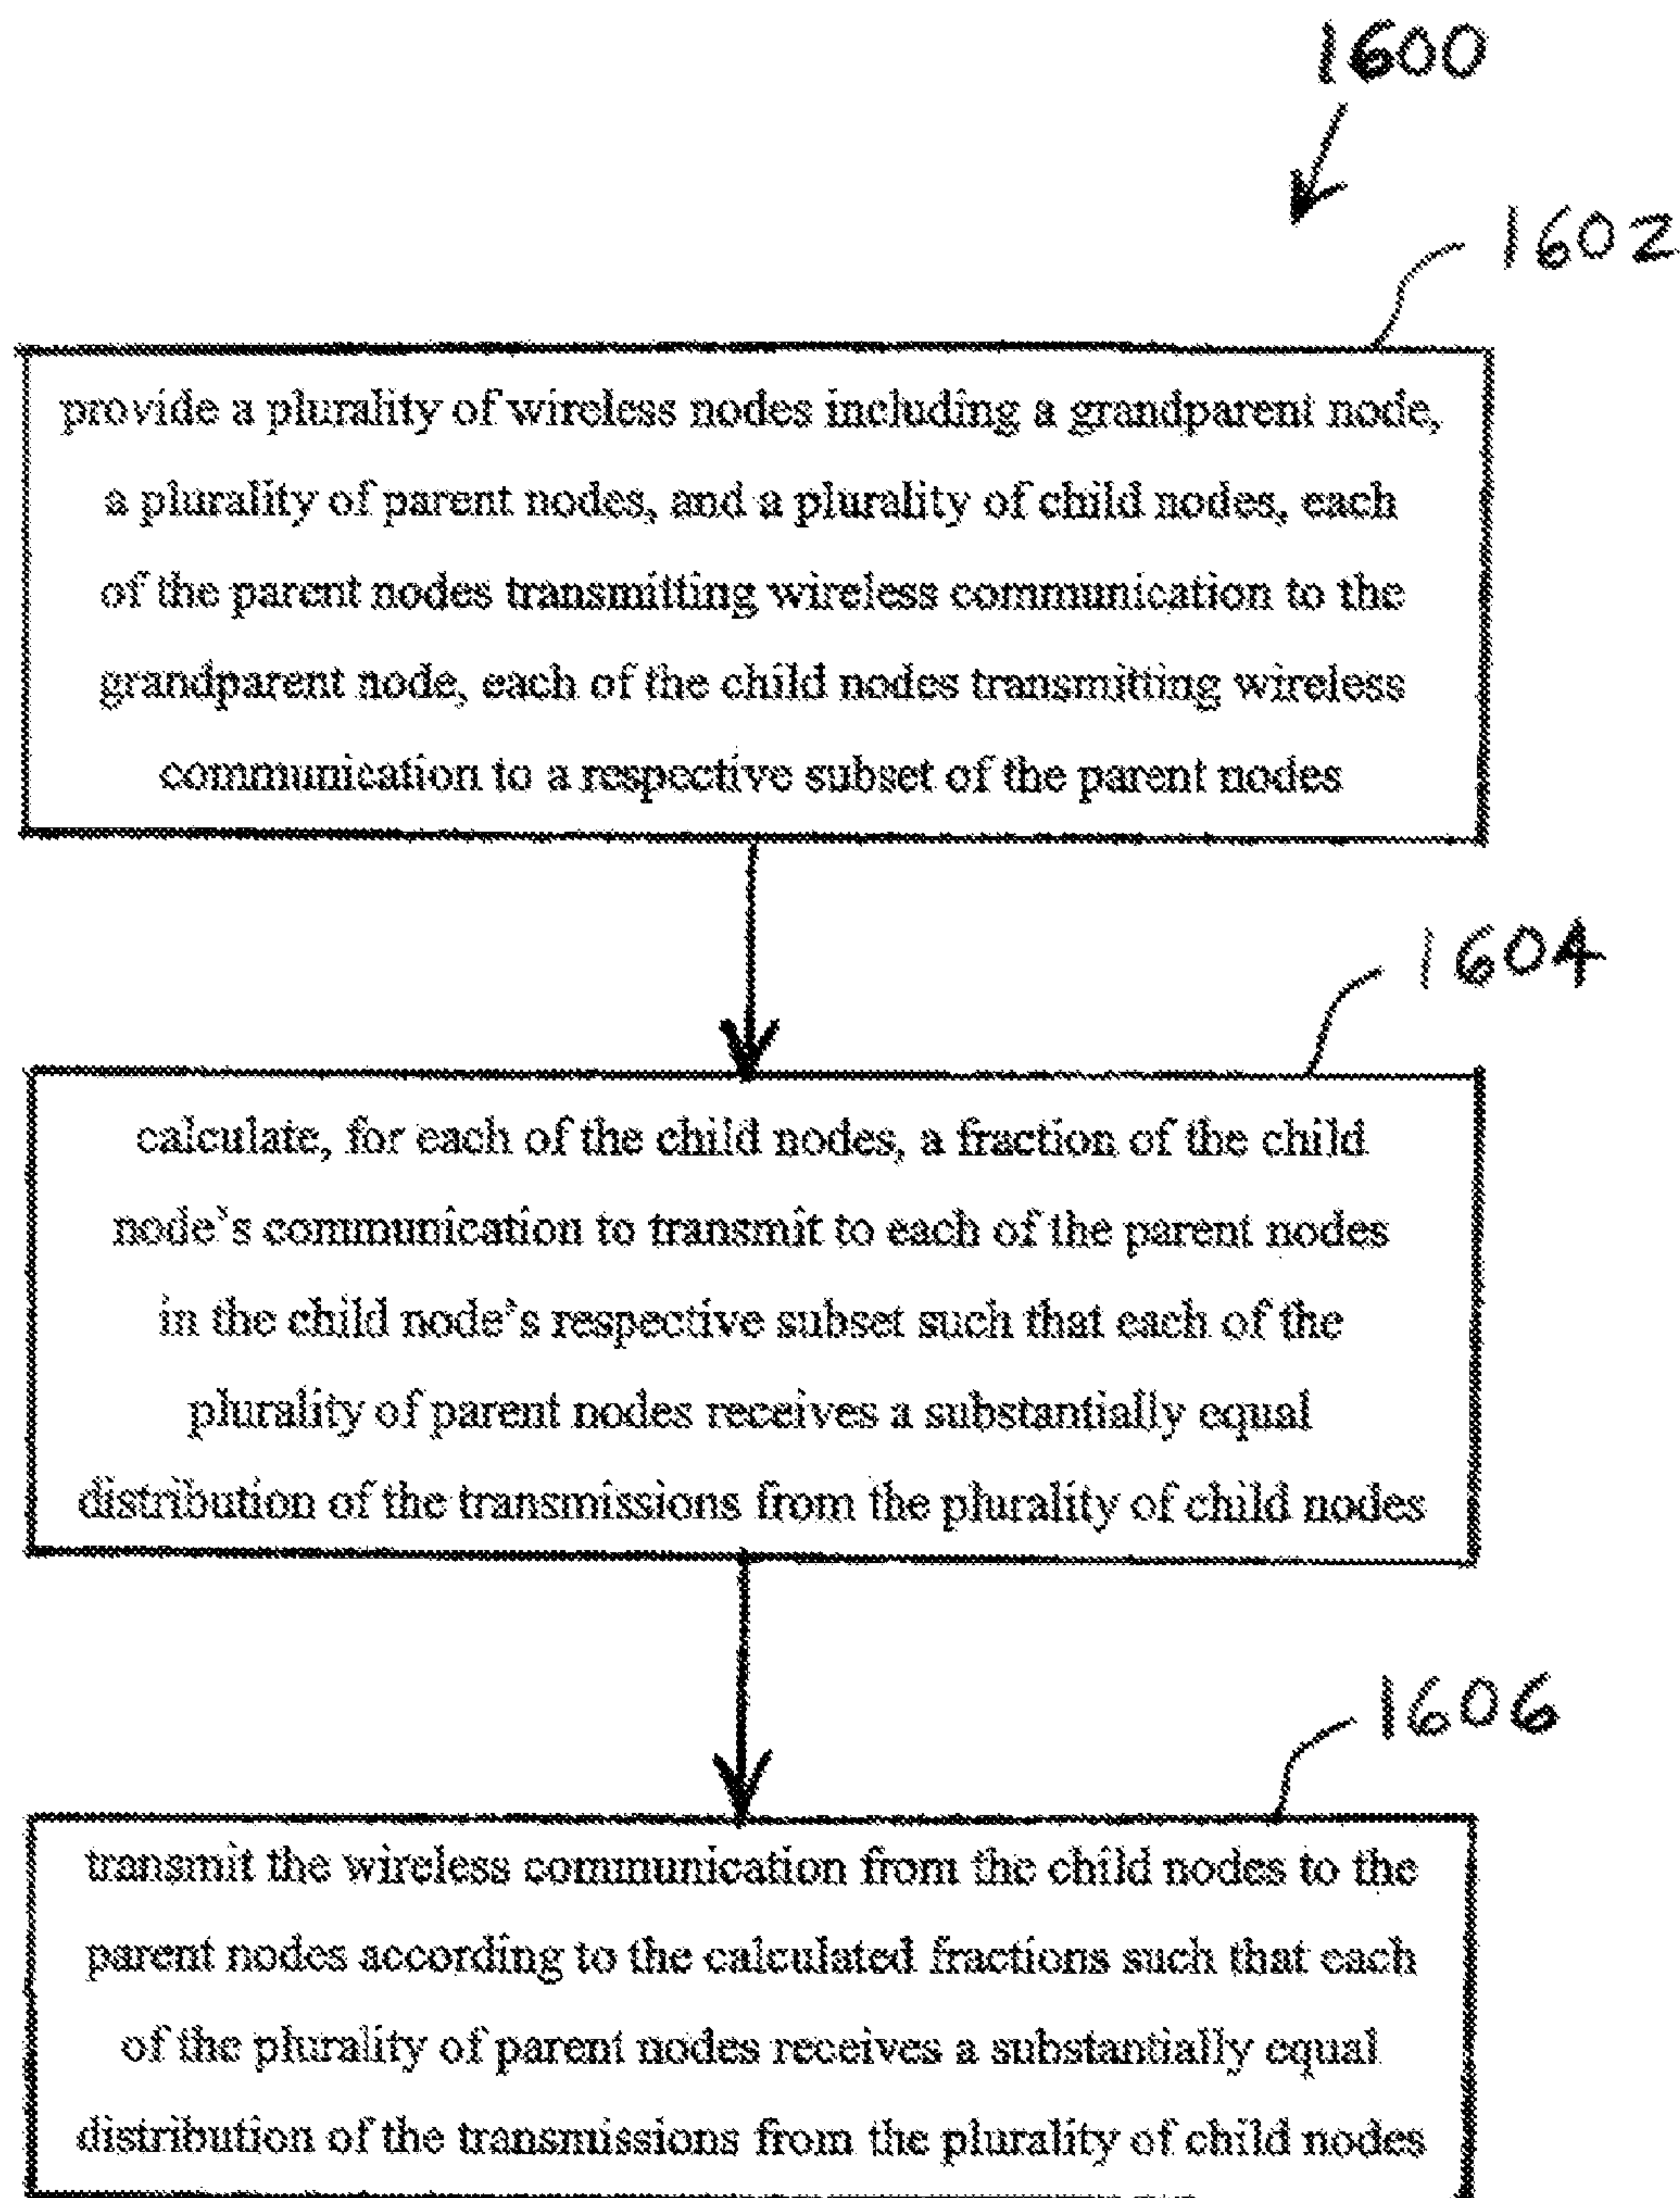 1600
1602
provide a plurality of wireless nodes including a grandparent node,
a plurality of parent nodes, and a plurality of child nodes, each
of the parent nodes transmitting wireless communication to the
grandparent node, each of the child nodes transmitting wireless
communication to a respective subset of the parent nodes
1604
calculate, for each of the child nodes, a fraction of the child
node's communication to transmit to each of the parent nodes
in the child node's respective subset such that each of the
plurality of parent nodes receives a substantially equal
distribution of the transmissions from the plurality of child nodes
1606
transmit the wireless communication from the child nodes to the
parent nodes according to the calculated fractions such that each
of the plurality of parent nodes receives a substantially equal
distribution of the transmissions from the plurality of child nodes